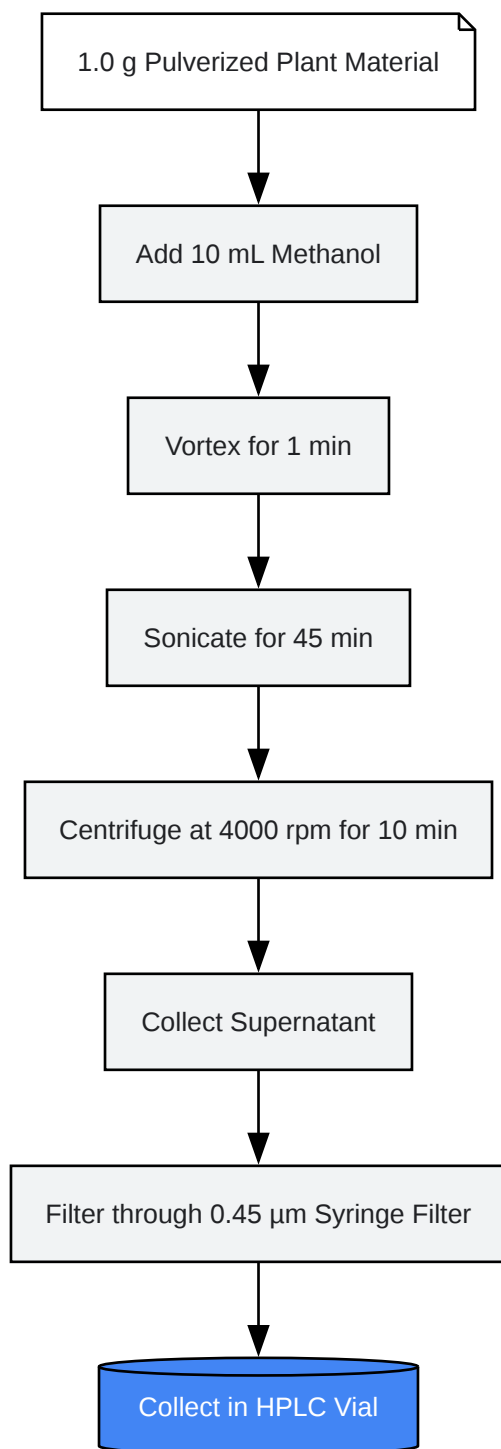 1.0 g Pulverized Plant Material
Add 10 mL Methanol
Vortex for 1 min
Sonicate for 45 min
Centrifuge at 4000 rpm for 10 min
Collect Supernatant
Filter through 0.45 µm Syringe Filter
Collect in HPLC Vial